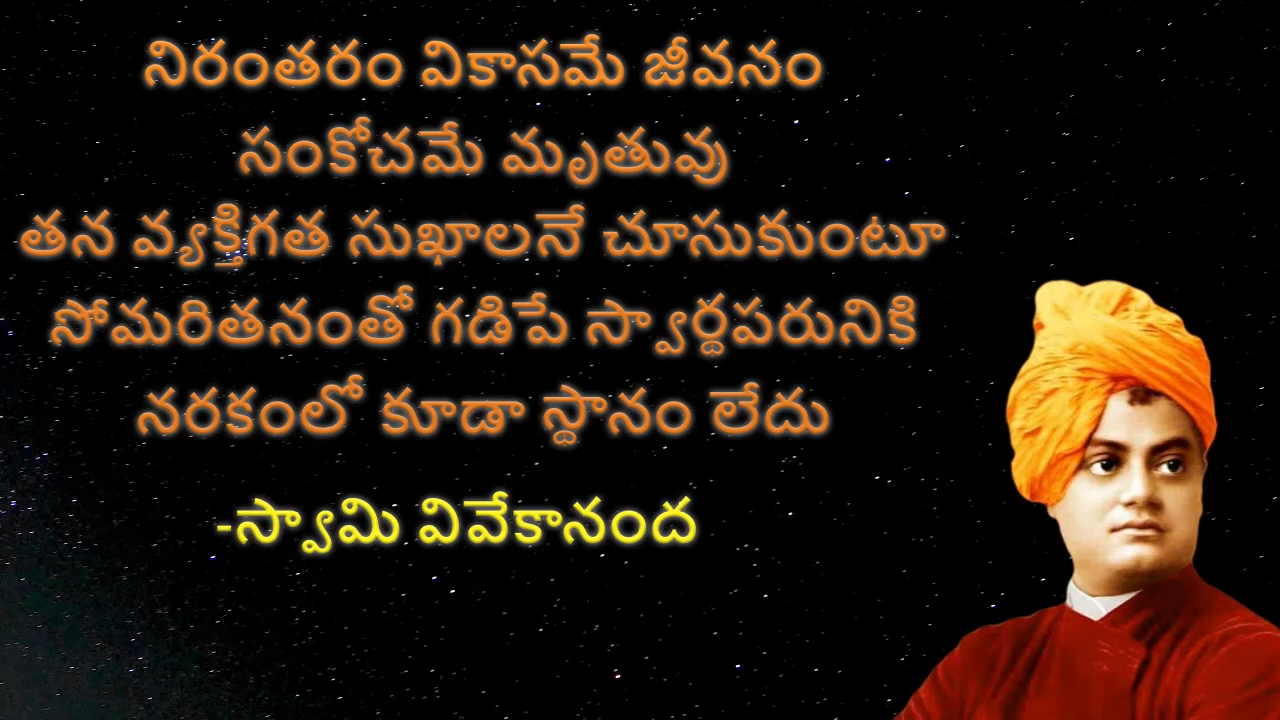 నిరంతరం వికాసమే జీవనం
సంకోచమే మృతువు
తన వ్యక్తిగత సుఖాలనే చూసుకుంటూ
సోమరితనంతో గడిపే స్వార్ధపరునికి
నరకంలో కూడా స్థానం లేదు
-స్వామి వివేకానంద